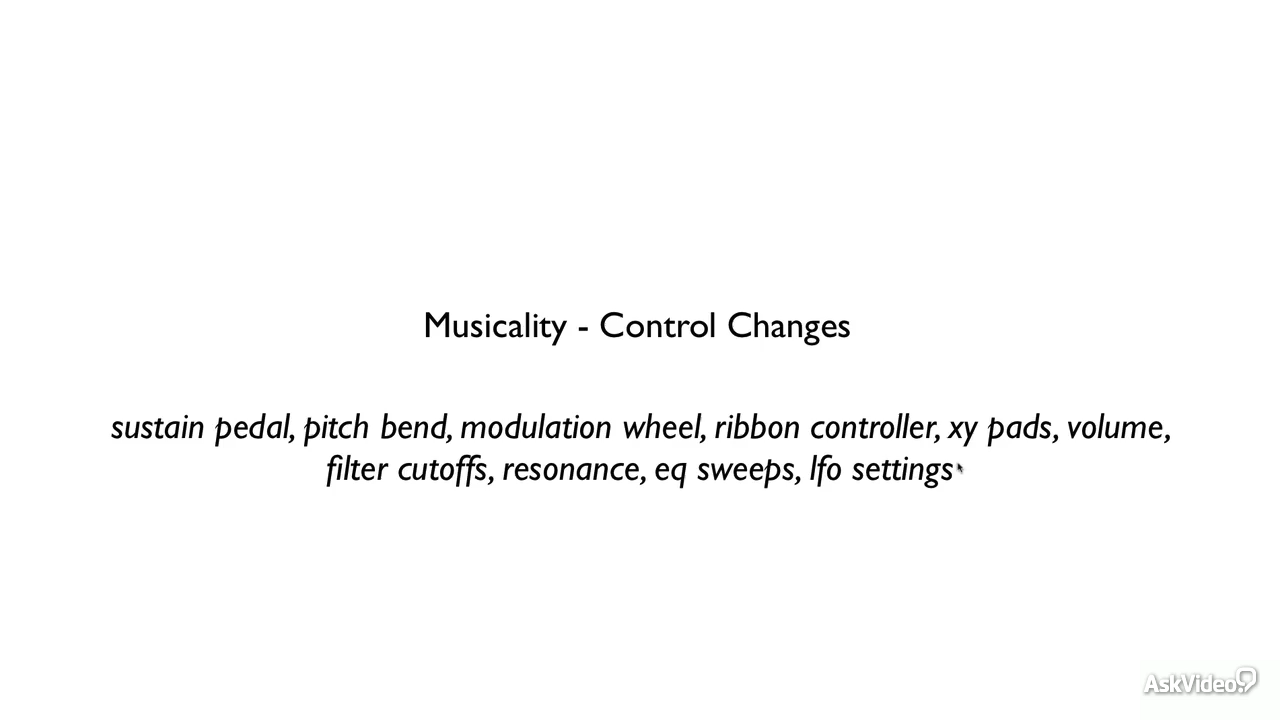 Musicality - Control Changes
sustain pedal, pitch bend, modulation wheel, ribbon controller, xy pads, volume,
filter cutoffs, resonance, eq sweeps, lfo settings
AskVideo